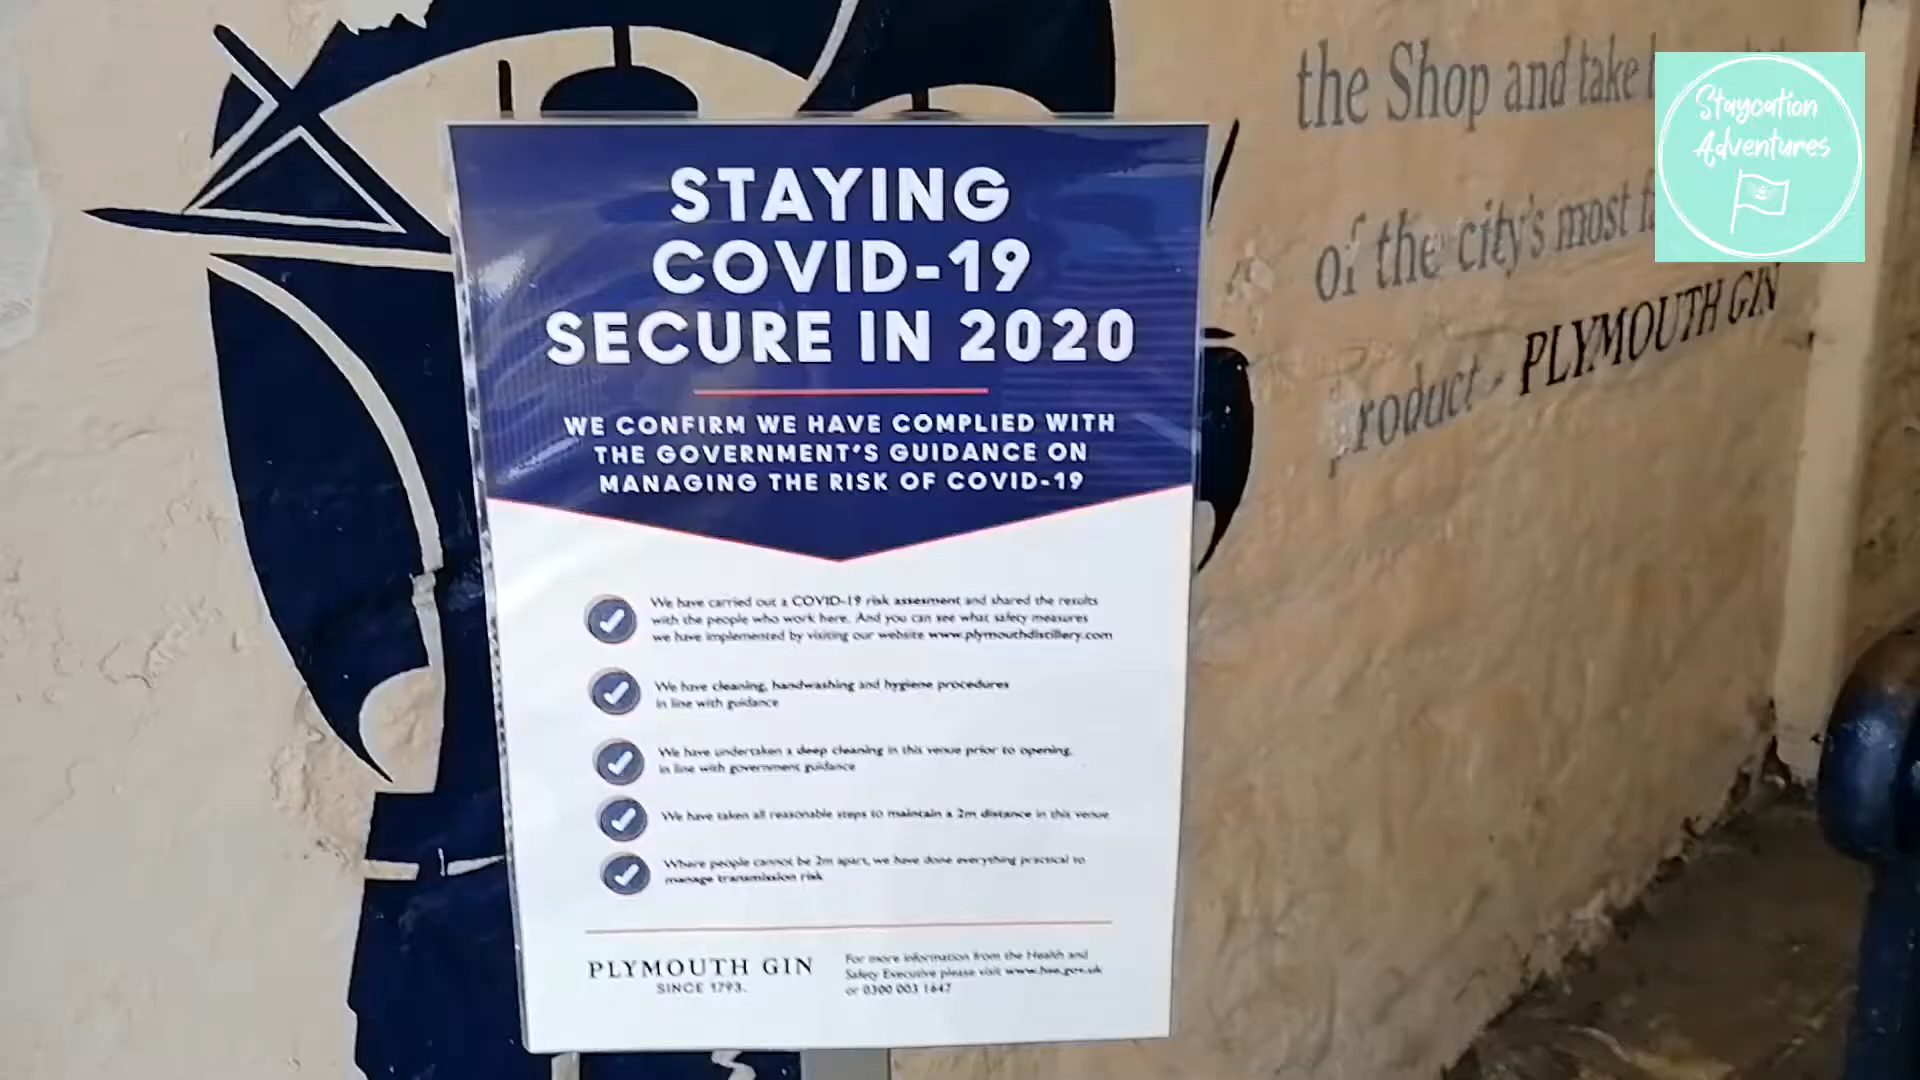 the Shop and take
of the city's most
product - PLYMOUTH GIN
Staycation
Adventures
STAYING
COVID-19
SECURE IN 2020
WE CONFIRM WE HAVE COMPLIED WITH
THE GOVERNMENT'S GUIDANCE ON
MANAGING THE RISK OF COVID-19
We have carried out a COVID-19 risk assesment and shared the results
with the people who work here. And you can see what safety measures
we have implemented by visiting our website www.plymouthdistillery.com
We have cleaning, handwashing and hygiene procedures
in line with guidance
We have undertaken a deep cleaning in this venue prior to opening,
in line with government guidance
We have taken all reasonable steps to maintain a 2m distance in this venue
Where people cannot be 2m apart, we have done everything practical to
manage transmission risk
PLYMOUTH GIN
SINCE 1793.
For more information from the Health and
Safety Executive please visit www.hse.gov.uk
or 0300 003 1647